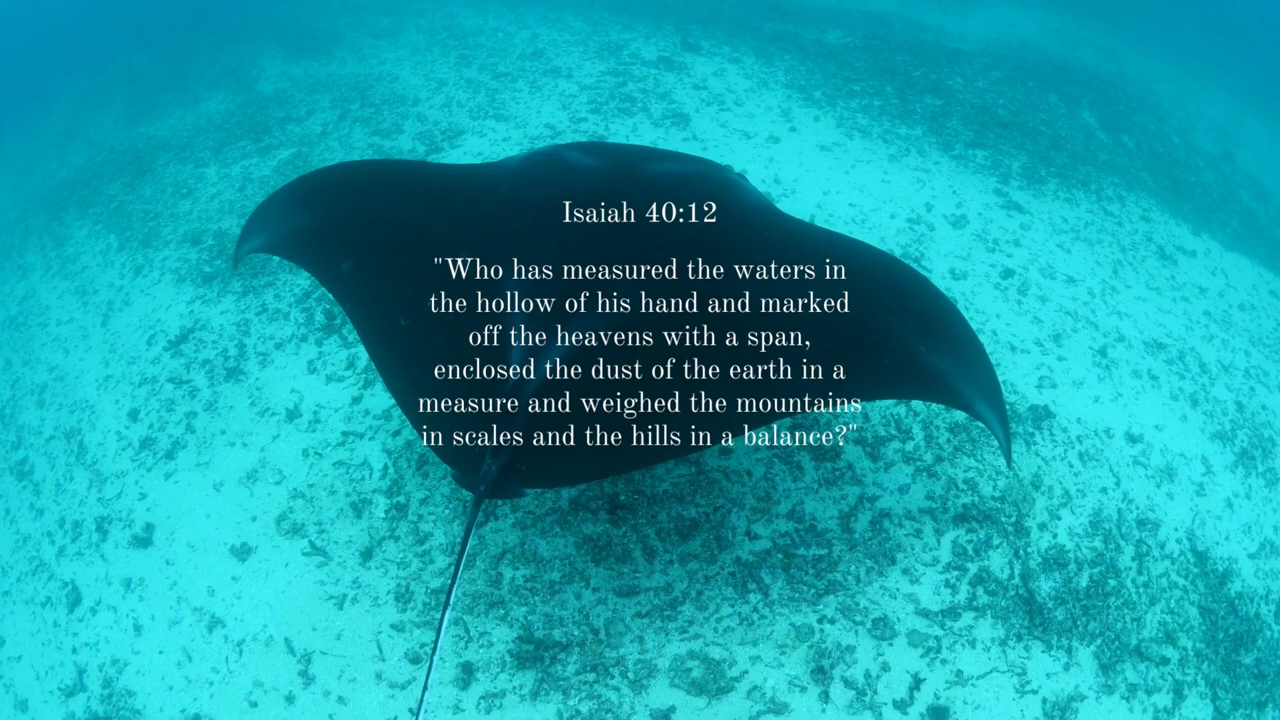 Isaiah 40:12
"Who has measured the waters in
the hollow of his hand and marked
off the heavens with a span,
enclosed the dust of the earth in a
measure and weighed the mountains
in scales and the hills in a balance?"